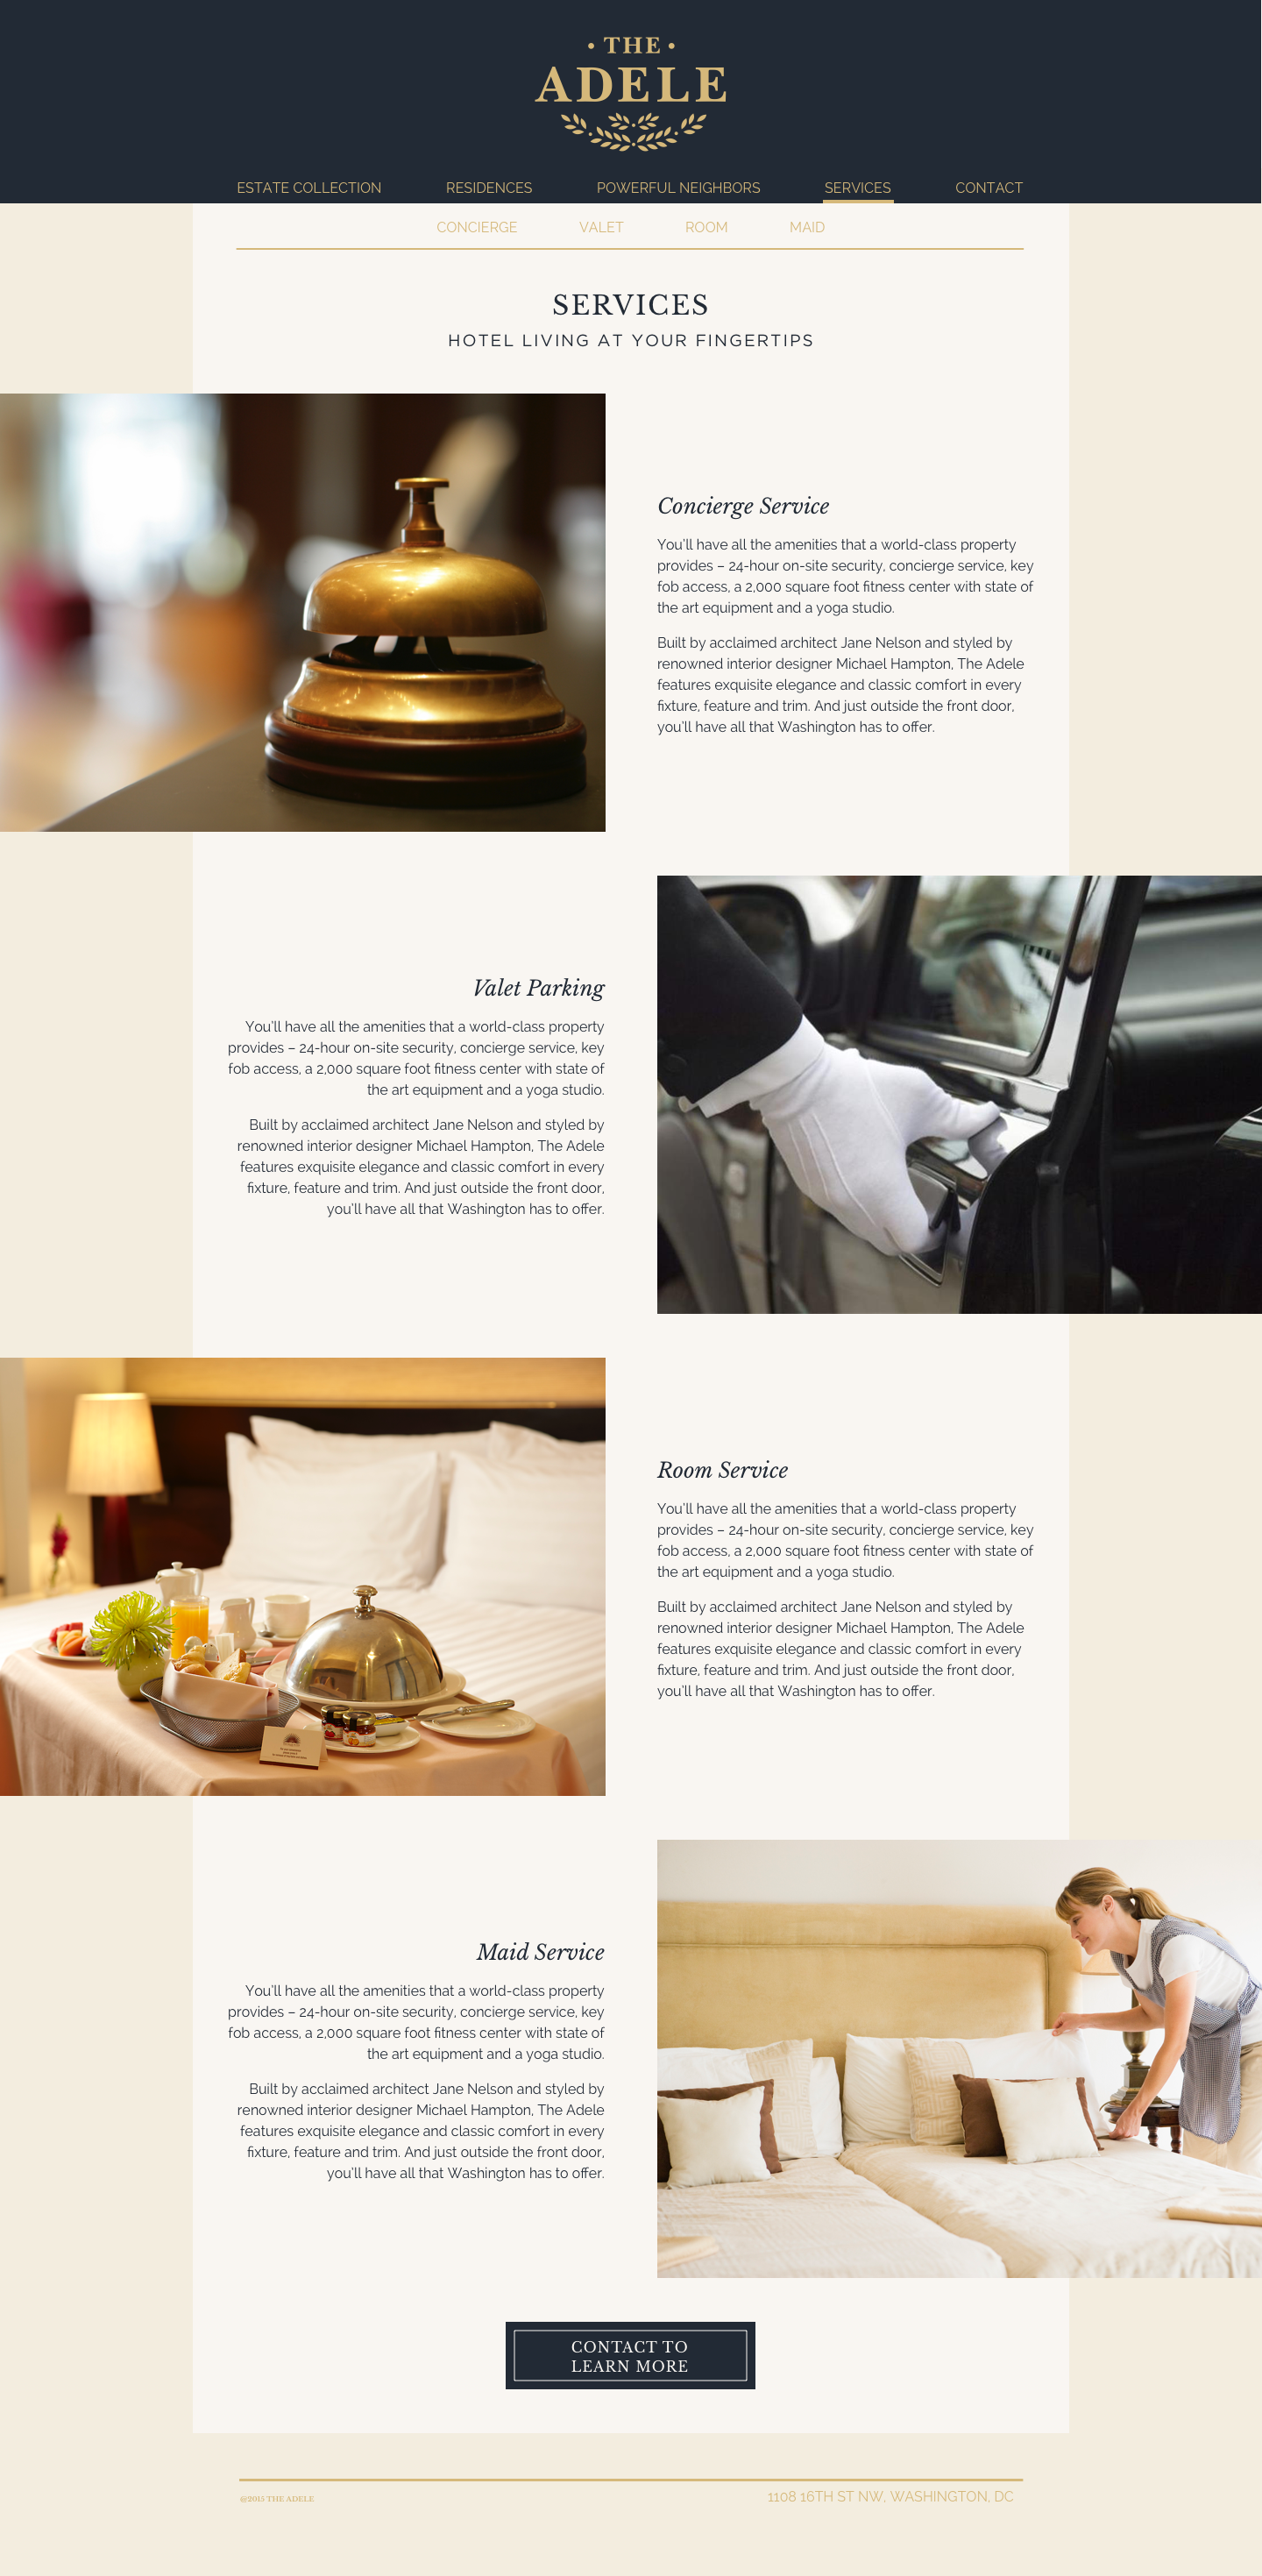 · THE ·
ADELE
ESTATE COLLECTION RESIDENCES POWERFUL NEIGHBORS SERVICES CONTACT
CONCIERGE VALET ROOM MAID
SERVICES
HOTEL LIVING AT YOUR FINGERTIPS
Concierge Service
You'll have all the amenities that a world-class property
provides – 24-hour on-site security, concierge service, key
fob access, a 2,000 square foot fitness center with state of
the art equipment and a yoga studio.
Built by acclaimed architect Jane Nelson and styled by
renowned interior designer Michael Hampton, The Adele
features exquisite elegance and classic comfort in every
fixture, feature and trim. And just outside the front door,
you'll have all that Washington has to offer.
Valet Parking
You'll have all the amenities that a world-class property
provides – 24-hour on-site security, concierge service, key
fob access, a 2,000 square foot fitness center with state of
the art equipment and a yoga studio.
Built by acclaimed architect Jane Nelson and styled by
renowned interior designer Michael Hampton, The Adele
features exquisite elegance and classic comfort in every
fixture, feature and trim. And just outside the front door,
you'll have all that Washington has to offer.
Room Service
You'll have all the amenities that a world-class property
provides – 24-hour on-site security, concierge service, key
fob access, a 2,000 square foot fitness center with state of
the art equipment and a yoga studio.
Built by acclaimed architect Jane Nelson and styled by
renowned interior designer Michael Hampton, The Adele
features exquisite elegance and classic comfort in every
fixture, feature and trim. And just outside the front door,
you'll have all that Washington has to offer.
Maid Service
You'll have all the amenities that a world-class property
provides – 24-hour on-site security, concierge service, key
fob access, a 2,000 square foot fitness center with state of
the art equipment and a yoga studio.
Built by acclaimed architect Jane Nelson and styled by
renowned interior designer Michael Hampton, The Adele
features exquisite elegance and classic comfort in every
fixture, feature and trim. And just outside the front door,
you'll have all that Washington has to offer.
CONTACT TO
LEARN MORE
@2015 THE ADELE 1108 16TH ST NW, WASHINGTON, DC